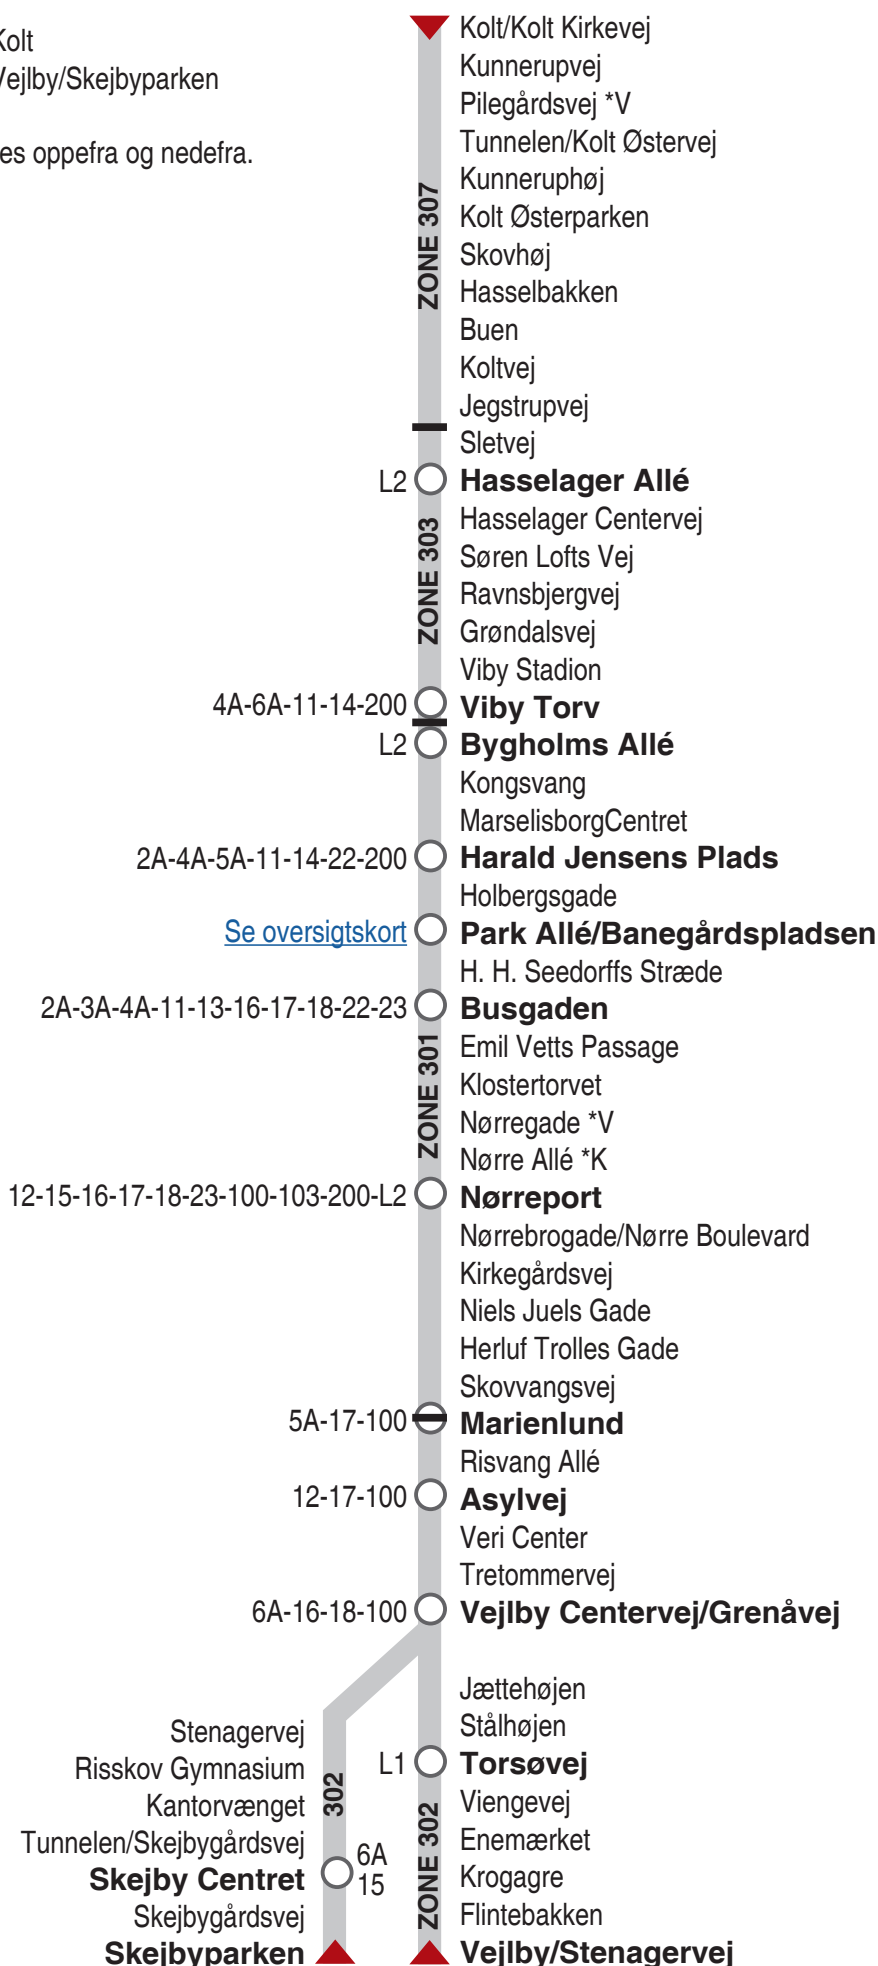 Kolt
Vejlby/Skejbyparken
es oppefra og nedefra.
Kolt/Kolt Kirkevej
Kunnerupvej
Pilegårdsvej *V
Tunnelen/Kolt Østervej
Kunneruphøj
Kolt Østerparken
Skovhøj
Hasselbakken
Buen
Koltvej
Jegstrupvej
ZONE 307
Sletvej
L2 Hasselager Allé
Hasselager Centervej
Søren Lofts Vej
Ravnsbjergvej
Grøndalsvej
Viby Stadion
ZONE 303
4A-6A-11-14-200 Viby Torv
L2 Bygholms Allé
Kongsvang
MarselisborgCentret
2A-4A-5A-11-14-22-200 Harald Jensens Plads
Holbergsgade
Se oversigtskort Park Allé/Banegårdspladsen
H. H. Seedorffs Stræde
2A-3A-4A-11-13-16-17-18-22-23 Busgaden
Emil Vetts Passage
Klostertorvet
Nørregade *V
Nørre Allé *K
ZONE 301
12-15-16-17-18-23-100-103-200-L2 Nørreport
Nørrebrogade/Nørre Boulevard
Kirkegårdsvej
Niels Juels Gade
Herluf Trolles Gade
Skovvangsvej
5A-17-100 Marienlund
Risvang Allé
12-17-100 Asylvej
Veri Center
Tretommervej
6A-16-18-100 Vejlby Centervej/Grenåvej
Stenagervej
Risskov Gymnasium
Kantorvænget
Tunnelen/Skejbygårdsvej
302
Skejby Centret 6A
15
Skejbygårdsvej
Skejbyparken
Jættehøjen
Stålhøjen
L1 Torsøvej
Viengevej
Enemærket
Krogagre
Flintebakken
ZONE 302
Vejlby/Stenagervej